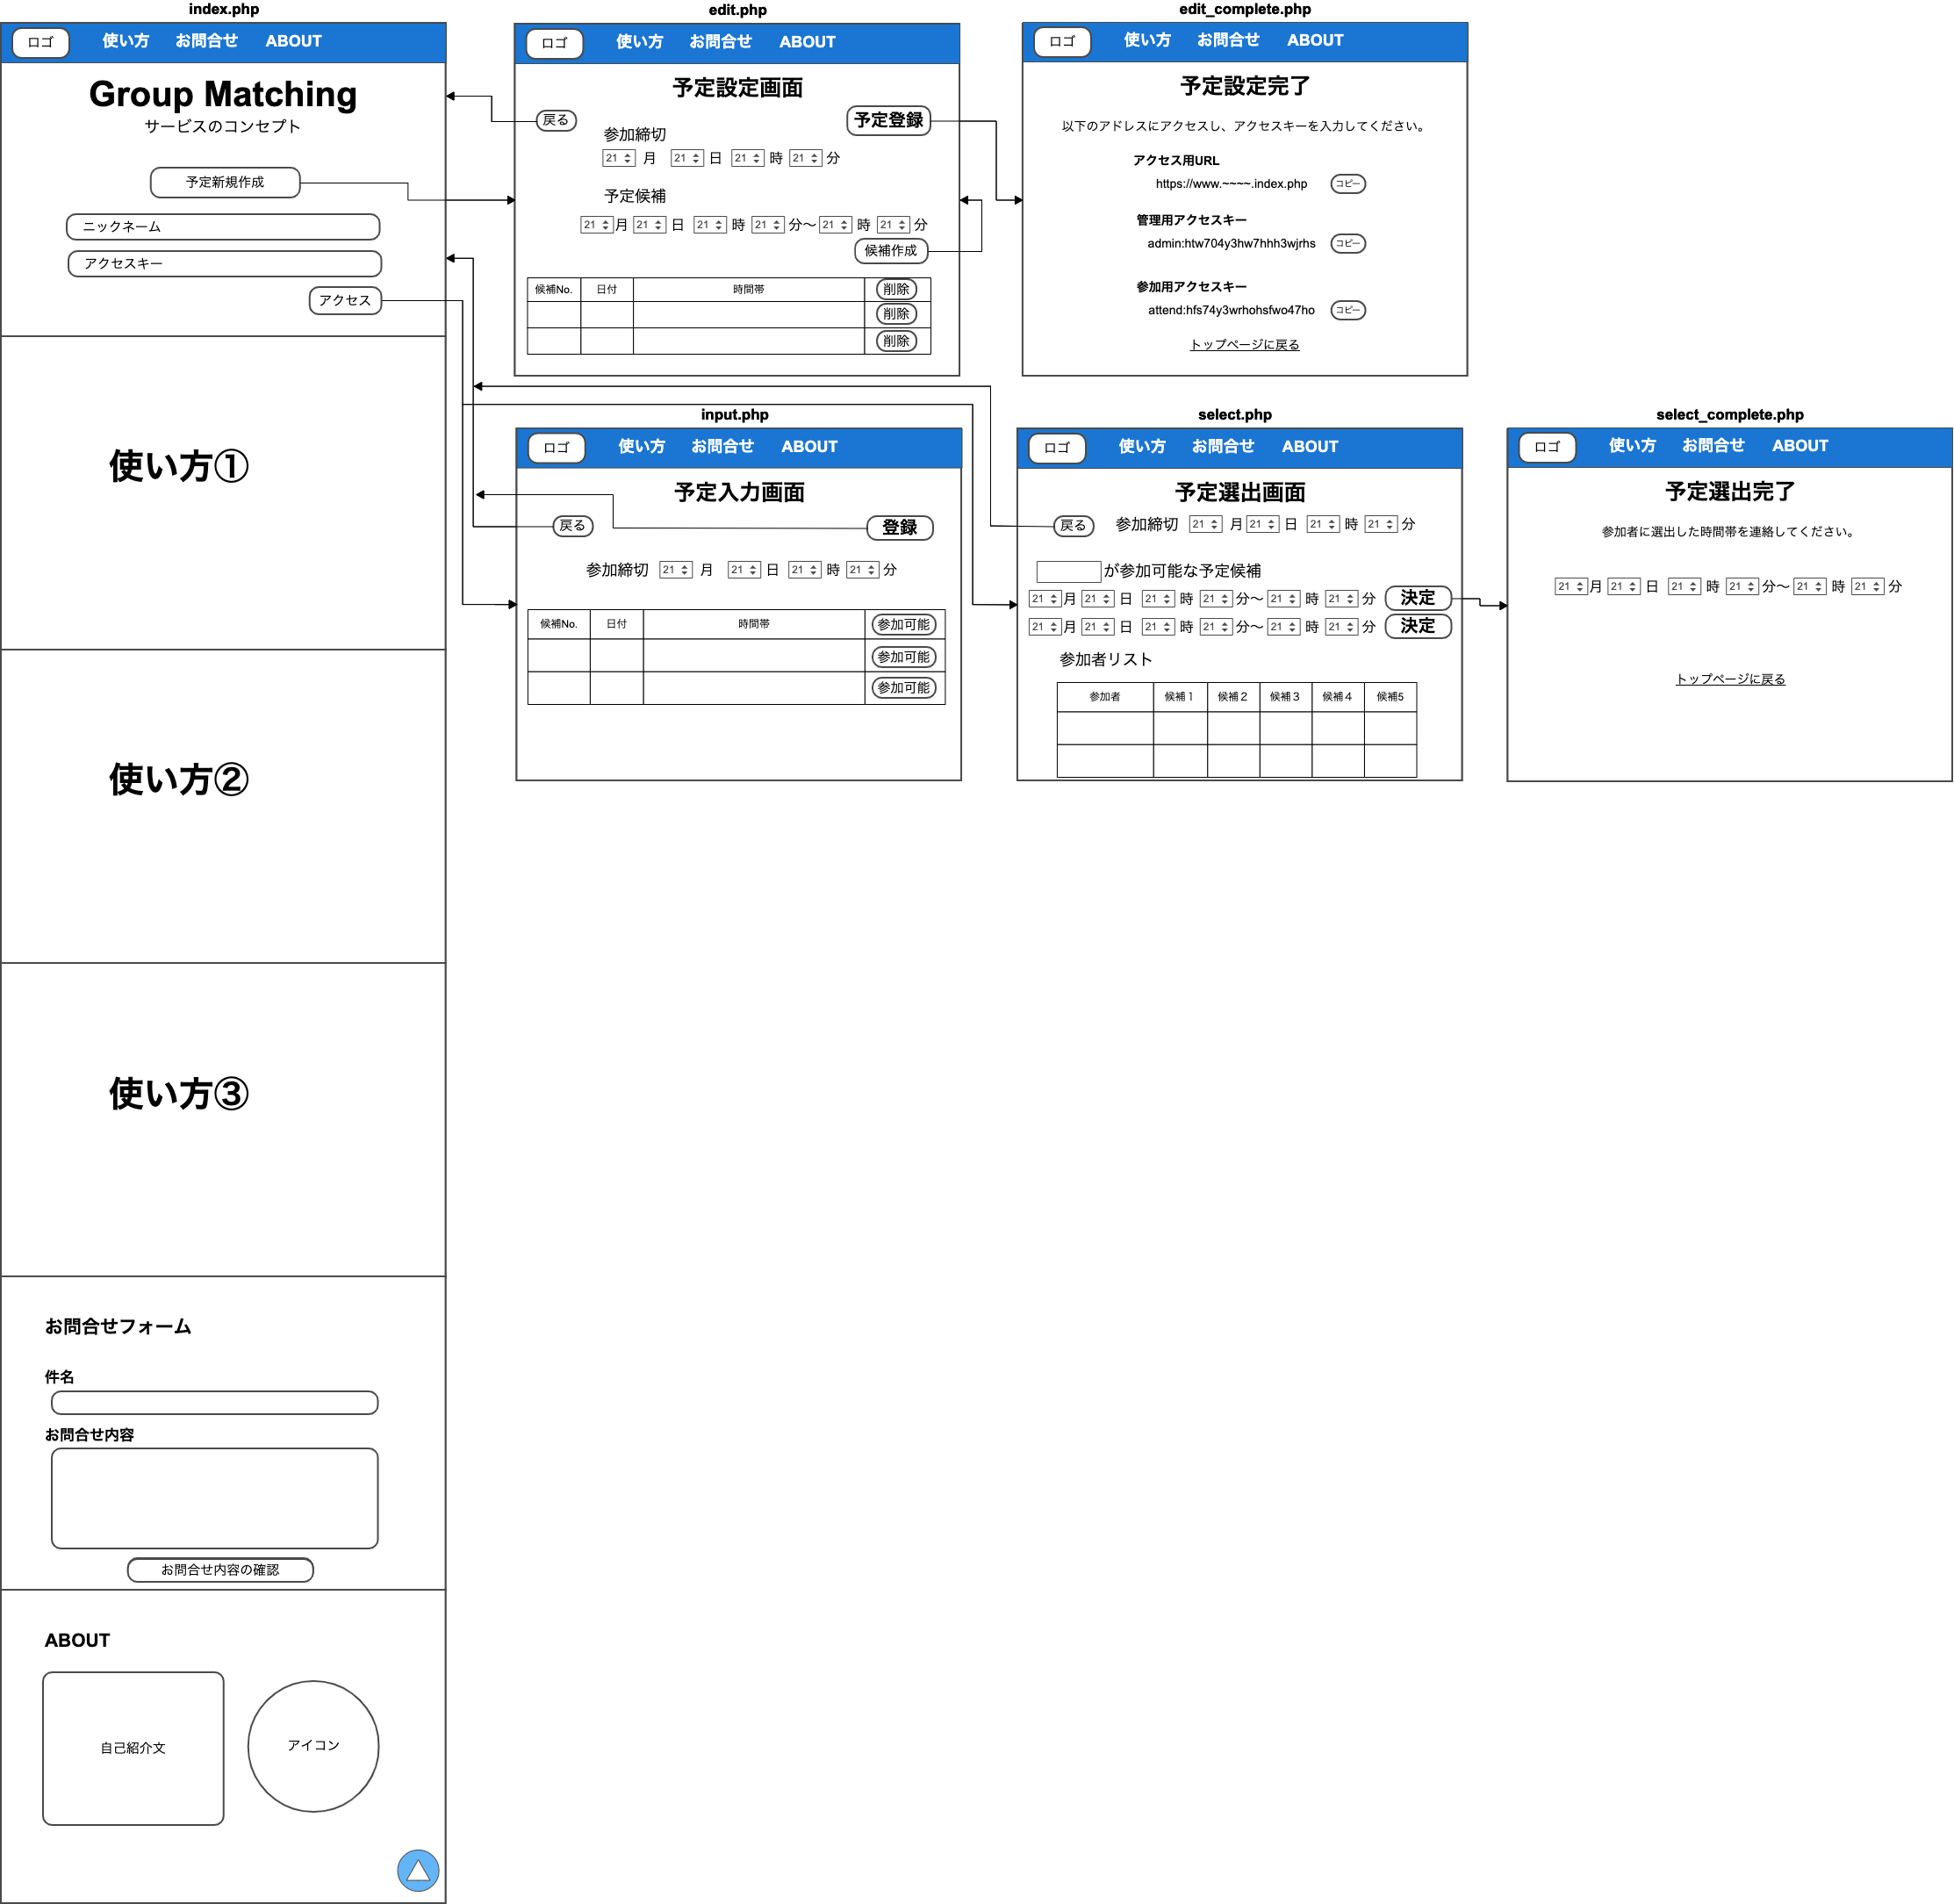 index.php
ロゴ 使い方 お問合せ ABOUT
Group Matching
サービスのコンセプト
予定新規作成
ニックネーム
アクセスキー
アクセス
使い方①
使い方②
使い方③
お問合せフォーム
件名
お問合せ内容
お問合せ内容の確認
ABOUT
自己紹介文
アイコン
edit.php
ロゴ 使い方 お問合せ ABOUT
予定設定画面
戻る
予定登録
参加締切
21 月 21 日 21 時 21 分
予定候補
21 月 21 日 21 時 21 分〜 21 時 21 分
候補作成
候補No. 日付 時間帯 削除
削除
削除
edit_complete.php
ロゴ 使い方 お問合せ ABOUT
予定設定完了
以下のアドレスにアクセスし、アクセスキーを入力してください。
アクセス用URL
https://www.~~~~.index.php コピー
管理用アクセスキー
admin:htw704y3hw7hhh3wjrhs コピー
参加用アクセスキー
attend:hfs74y3wrhohsfwo47ho コピー
トップページに戻る
input.php
ロゴ 使い方 お問合せ ABOUT
予定入力画面
戻る 登録
参加締切 21 月 21 日 21 時 21 分
候補No. 日付 時間帯 参加可能
参加可能
参加可能
select.php
ロゴ 使い方 お問合せ ABOUT
予定選出画面
戻る 参加締切 21 月 21 日 21 時 21 分
が参加可能な予定候補
21 月 21 日 21 時 21 分〜 21 時 21 分 決定
21 月 21 日 21 時 21 分〜 21 時 21 分 決定
参加者リスト
参加者 候補１ 候補２ 候補３ 候補４ 候補5
select_complete.php
ロゴ 使い方 お問合せ ABOUT
予定選出完了
参加者に選出した時間帯を連絡してください。
21 月 21 日 21 時 21 分〜 21 時 21 分
トップページに戻る